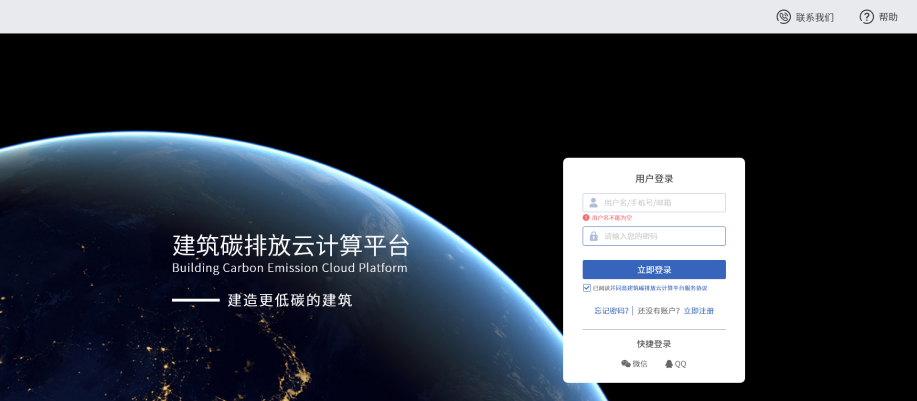 联系我们 帮助
用户登录
用户名/手机号/邮箱
用户名不能为空
请输入您的密码
立即登录
已阅读并同意建筑碳排放云计算平台服务协议
忘记密码? 还没有账户? 立即注册
快捷登录
微信 QQ
建筑碳排放云计算平台
Building Carbon Emission Cloud Platform
建造更低碳的建筑